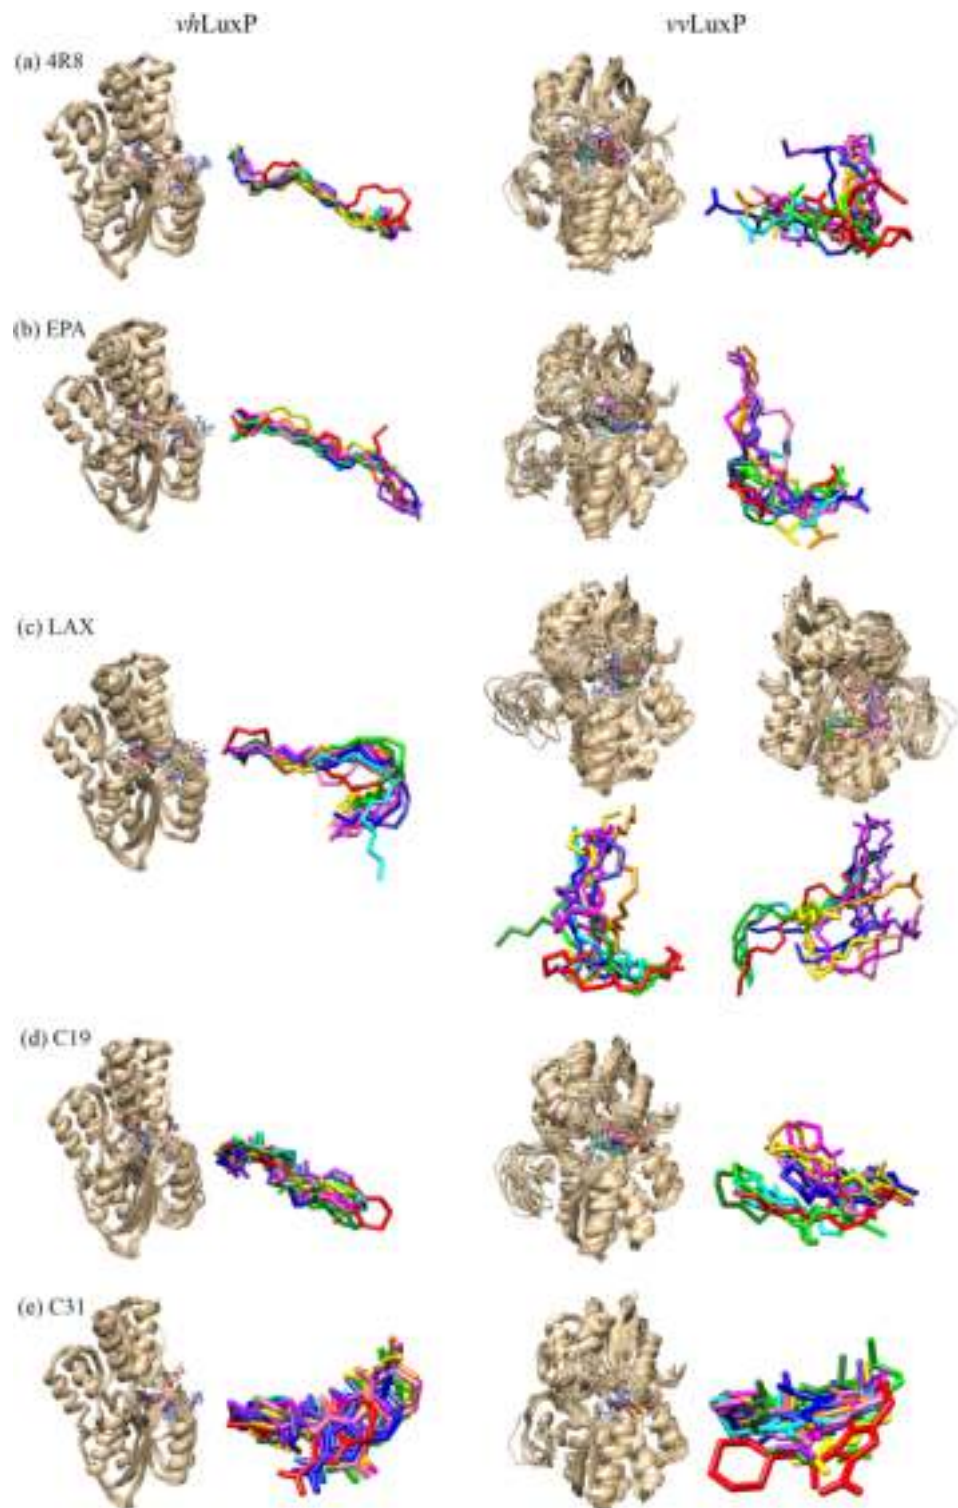 vhLuxP
vvLuxP
(a) 4R8
(b) EPA
(c) LAX
(d) C19
(e) C31